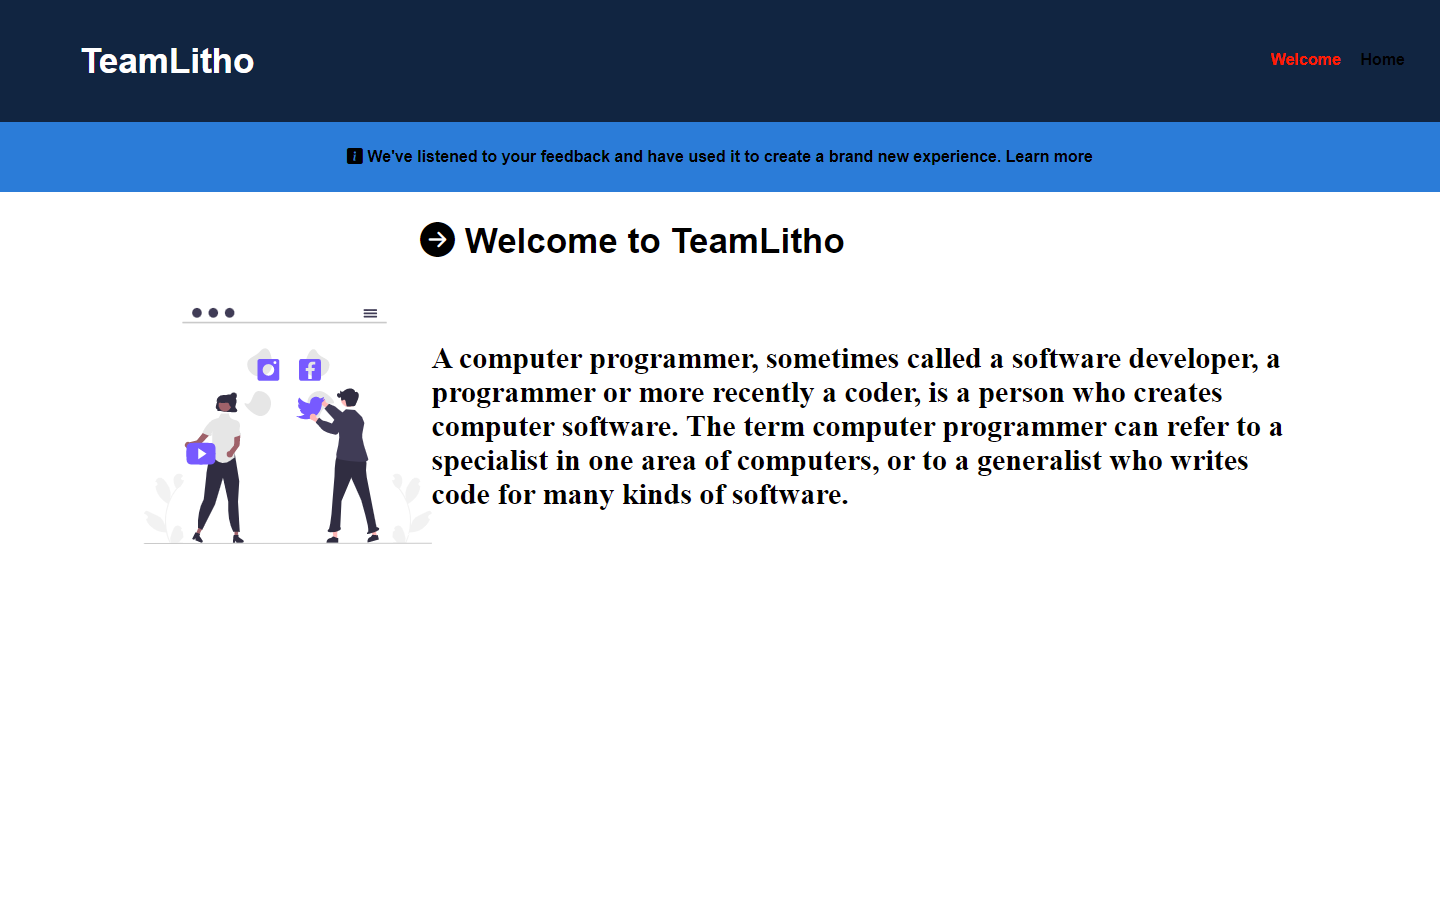 TeamLitho
Welcome Home
We've listened to your feedback and have used it to create a brand new experience. Learn more
Welcome to TeamLitho
A computer programmer, sometimes called a software developer, a
programmer or more recently a coder, is a person who creates
computer software. The term computer programmer can refer to a
specialist in one area of computers, or to a generalist who writes
code for many kinds of software.